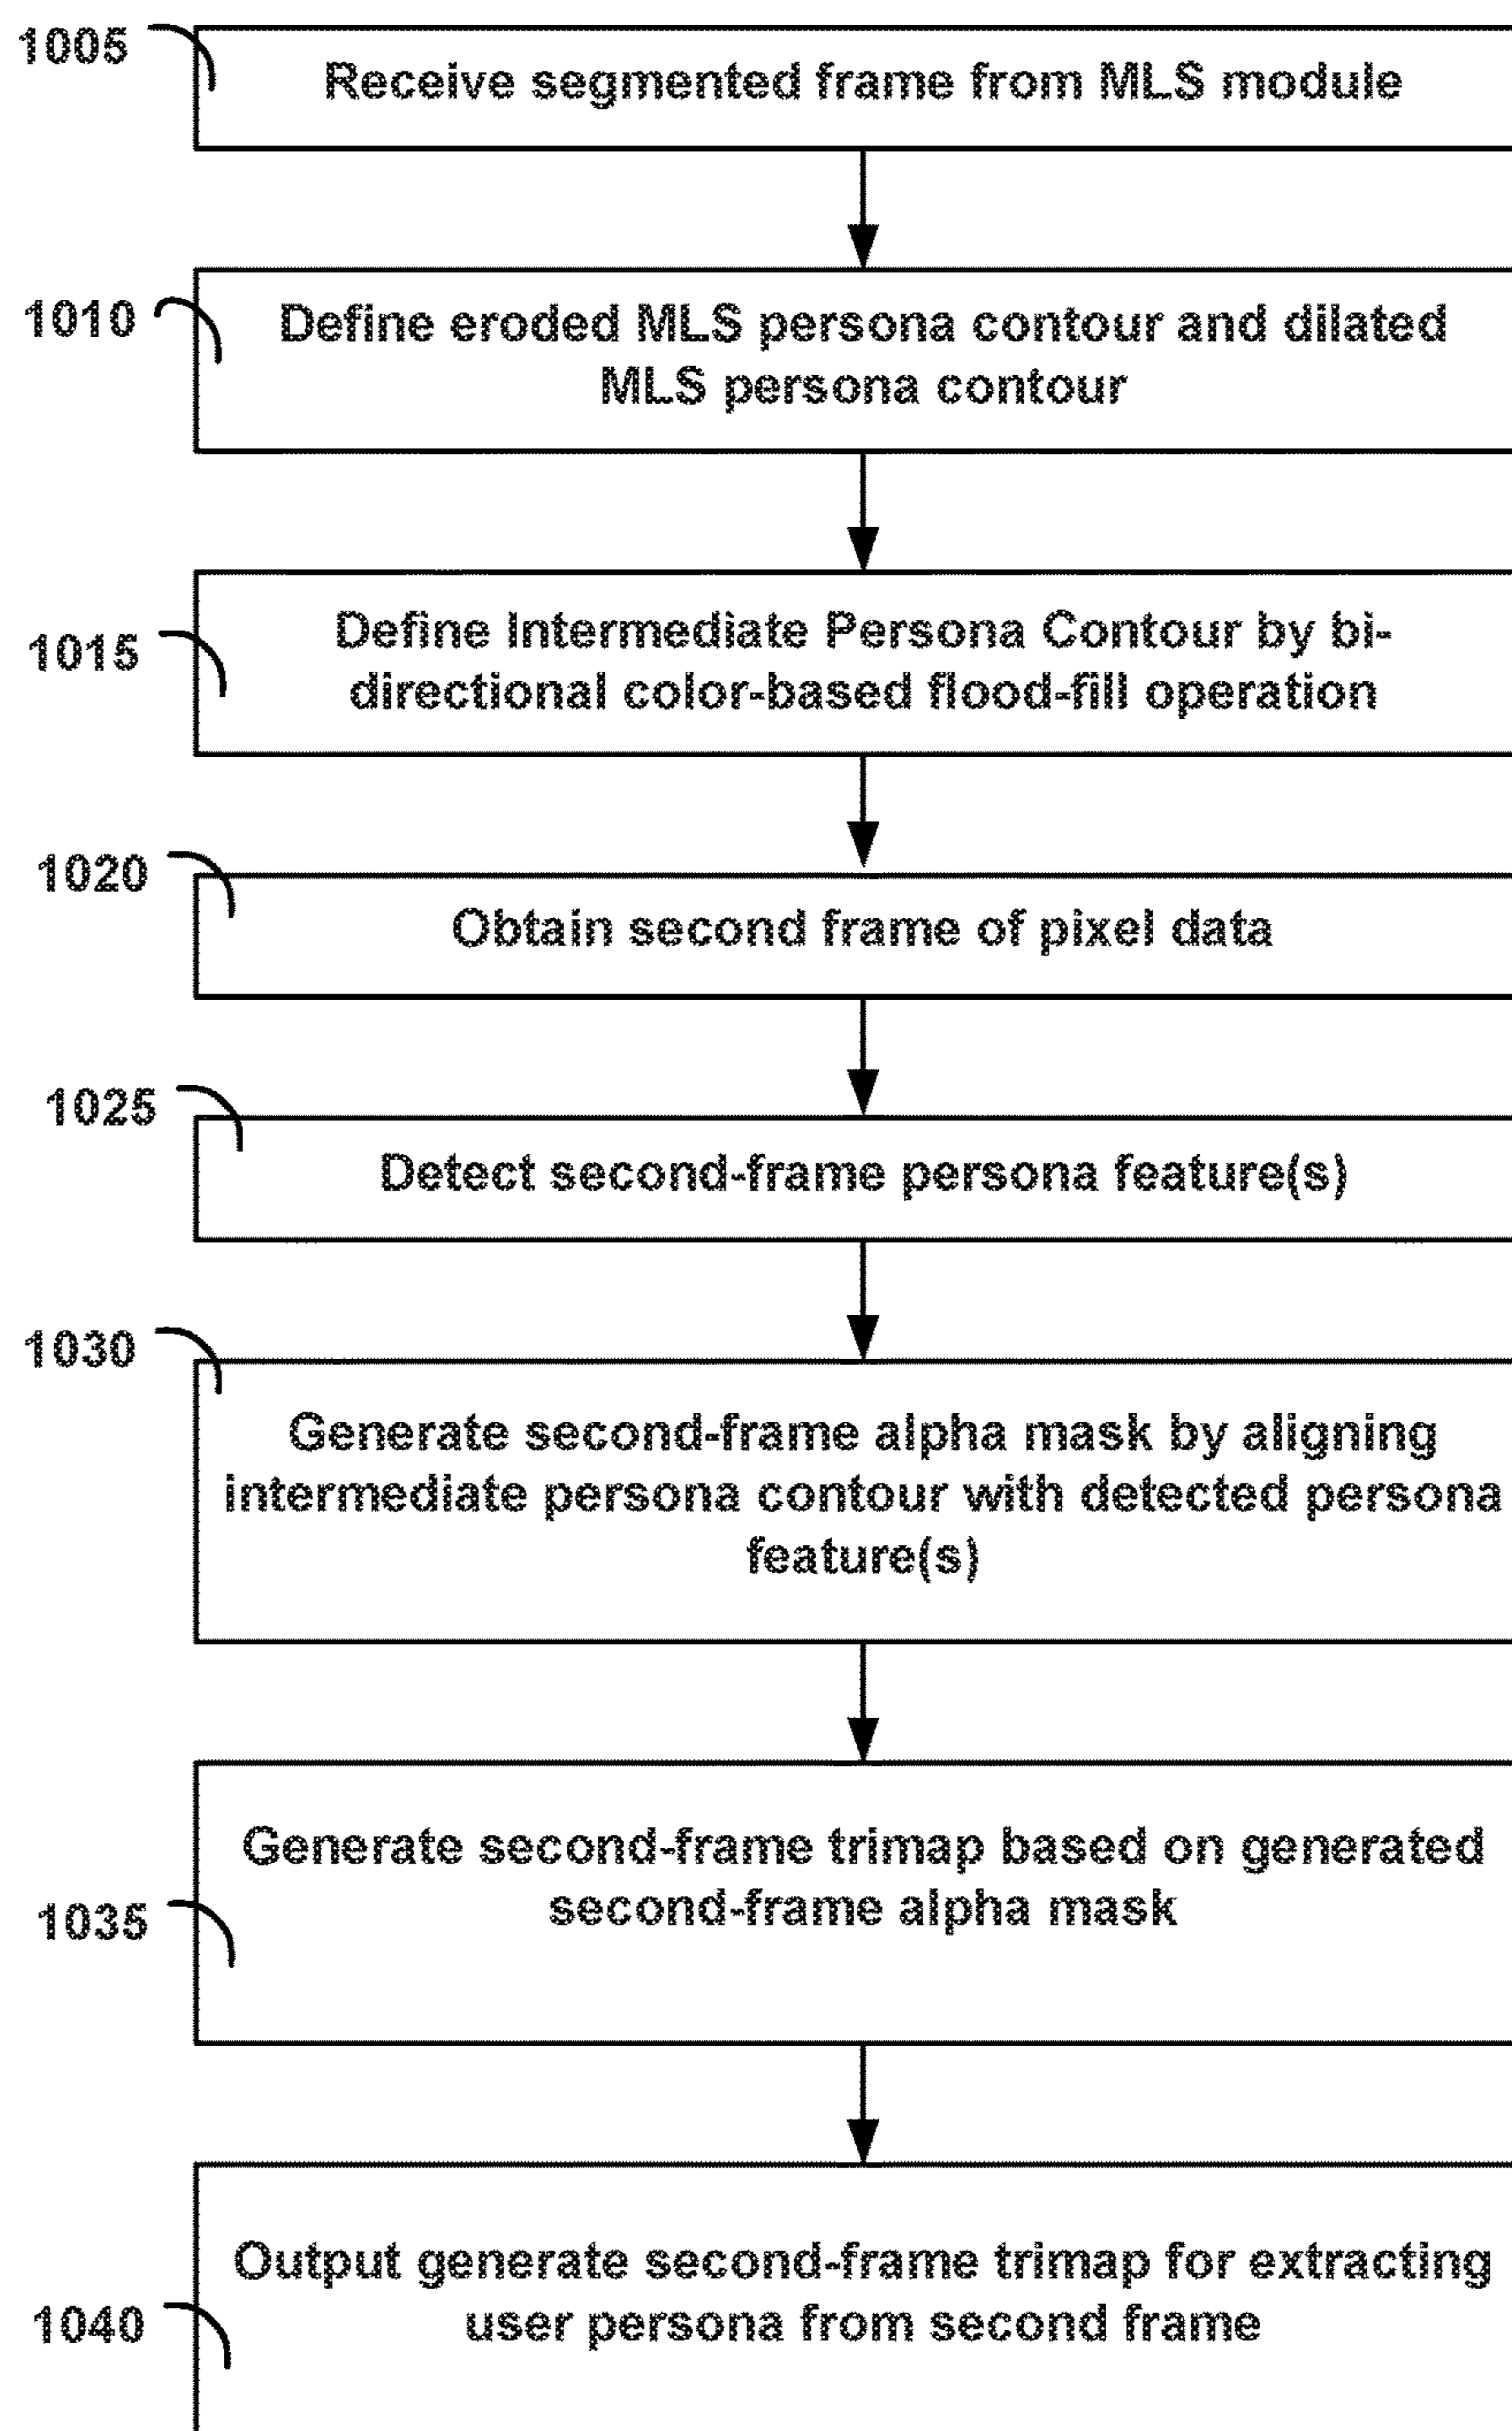 1005
Receive segmented frame from MLS module
1010
Define eroded MLS persona contour and dilated
MLS persona contour
1015
Define Intermediate Persona Contour by bi-
directional color-based flood-fill operation
1020
Obtain second frame of pixel data
1025
Detect second-frame persona feature(s)
1030
Generate second-frame alpha mask by aligning
intermediate persona contour with detected persona
feature(s)
1035
Generate second-frame trimap based on generated
second-frame alpha mask
1040
Output generate second-frame trimap for extracting
user persona from second frame